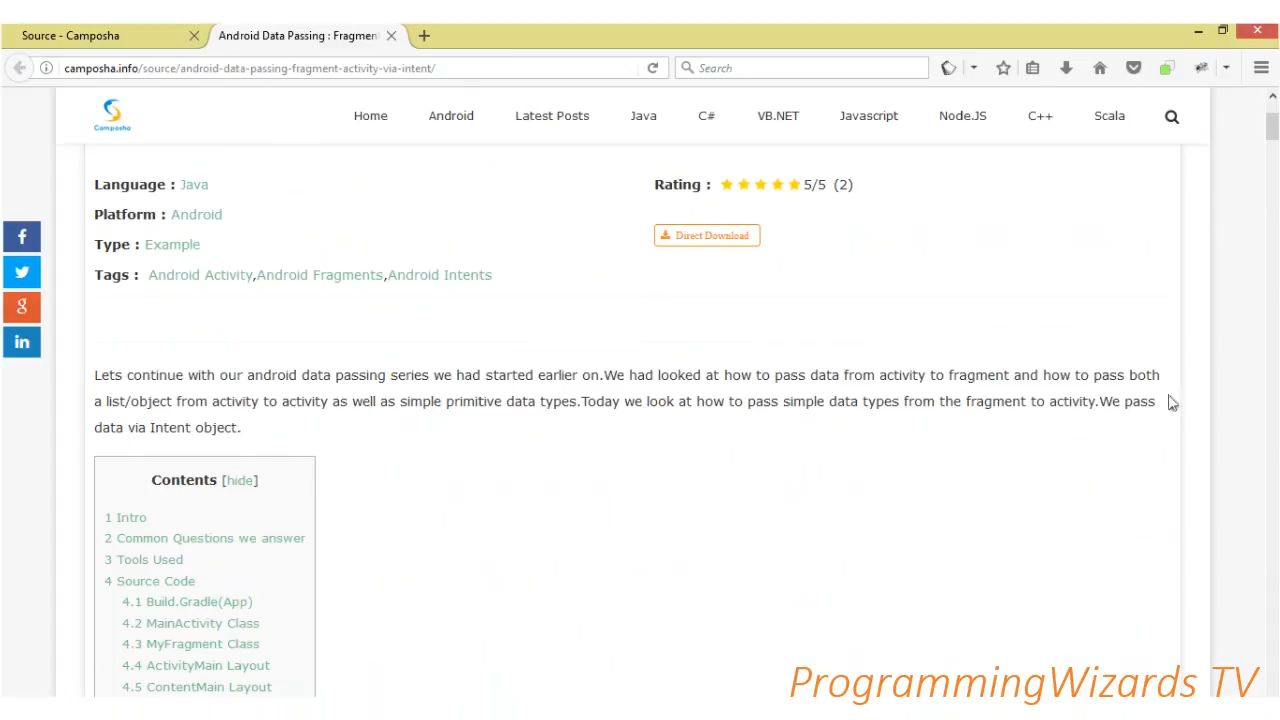 Source - Camposha
Android Data Passing : Fragmen
camposha.info/source/android-data-passing-fragment-activity-via-intent/
Search
Camposha
Home Android Latest Posts Java C# VB.NET Javascript Node.JS C++ Scala
Language : Java
Rating : 5/5 (2)
Platform : Android
Direct Download
Type : Example
Tags : Android Activity,Android Fragments,Android Intents
f
8
in
Lets continue with our android data passing series we had started earlier on.We had looked at how to pass data from activity to fragment and how to pass both
a list/object from activity to activity as well as simple primitive data types.Today we look at how to pass simple data types from the fragment to activity.We pass
data via Intent object.
Contents [hide]
1 Intro
2 Common Questions we answer
3 Tools Used
4 Source Code
4.1 Build.Gradle(App)
4.2 MainActivity Class
4.3 MyFragment Class
4.4 ActivityMain Layout
4.5 ContentMain Layout
ProgrammingWizards TV